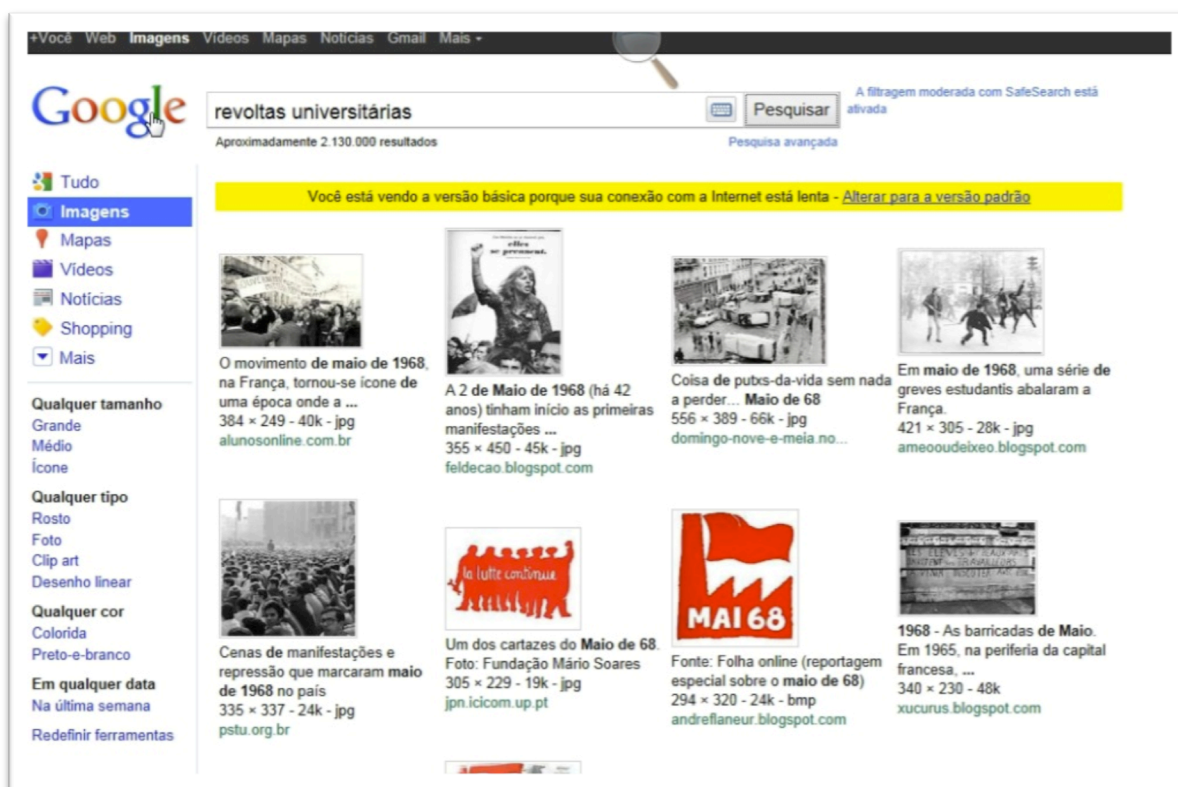 +Você Web Imagens Vídeos Mapas Notícias Gmail Mais
Google
revoltas universitárias
Pesquisar
A filtragem moderada com SafeSearch está
ativada
Aproximadamente 2.130.000 resultados
Pesquisa avançada
Tudo
Imagens
Mapas
Vídeos
Notícias
Shopping
Mais
Qualquer tamanho
Grande
Médio
Ícone
Qualquer tipo
Rosto
Foto
Clip art
Desenho linear
Qualquer cor
Colorida
Preto-e-branco
Em qualquer data
Na última semana
Redefinir ferramentas
Você está vendo a versão básica porque sua conexão com a Internet está lenta - Alterar para a versão padrão
O movimento de maio de 1968,
na França, tornou-se ícone de
uma época onde a ...
384 × 249 - 40k - jpg
alunosonline.com.br
elles
se prennent.
A 2 de Maio de 1968 (há 42
anos) tinham início as primeiras
manifestações ...
355 × 450 - 45k - jpg
feldecao.blogspot.com
Coisa de putxs-da-vida sem nada
a perder... Maio de 68
556 × 389 - 66k - jpg
domingo-nove-e-meia.no...
Em maio de 1968, uma série de
greves estudantis abalaram a
França.
421 × 305 - 28k - jpg
ameooudeixeo.blogspot.com
Cenas de manifestações e
repressão que marcaram maio
de 1968 no país
335 × 337 - 24k - jpg
pstu.org.br
la lutte continue
Um dos cartazes do Maio de 68.
Foto: Fundação Mário Soares
305 × 229 - 19k - jpg
jpn.icicom.up.pt
MAI 68
Fonte: Folha online (reportagem
especial sobre o maio de 68)
294 × 320 - 24k - bmp
andreflaneur.blogspot.com
1968 - As barricadas de Maio.
Em 1965, na periferia da capital
francesa, ...
340 × 230 - 48k
xucurus.blogspot.com